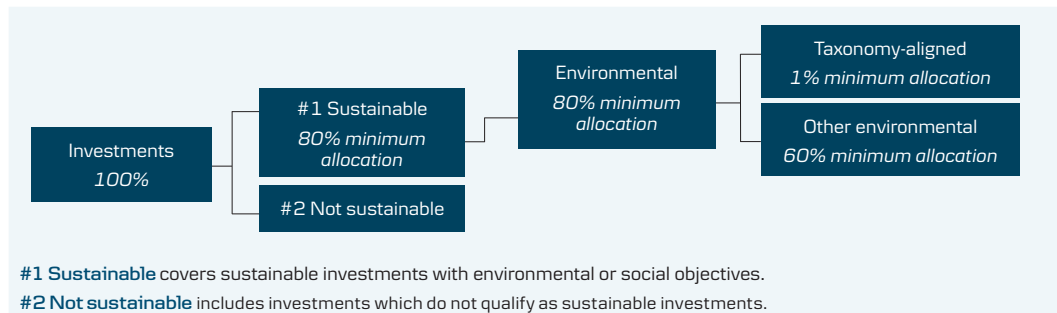 Investments
100%
#1 Sustainable
80% minimum
allocation
#2 Not sustainable
Environmental
80% minimum
allocation
Taxonomy-aligned
1% minimum allocation
Other environmental
60% minimum allocation
#1 Sustainable covers sustainable investments with environmental or social objectives.
#2 Not sustainable includes investments which do not qualify as sustainable investments.